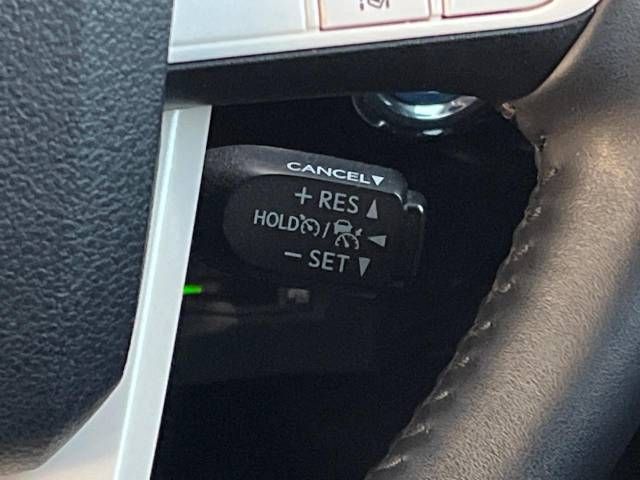 CANCEL▼
+ RES ▲
HOLD / ◀
− SET ▼